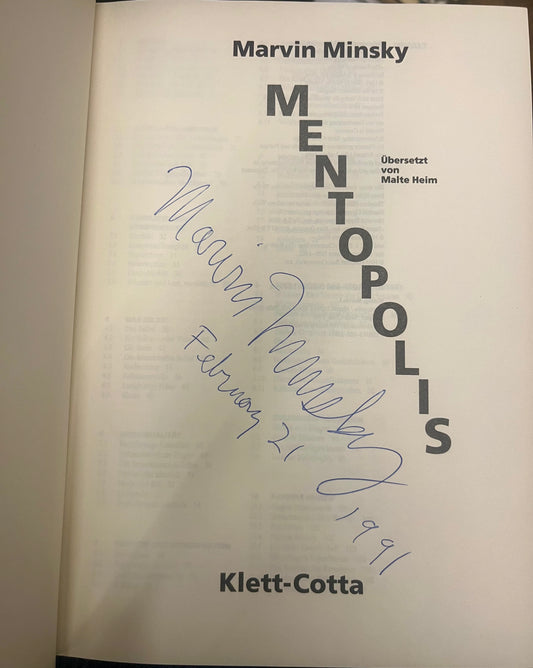 Marvin Minsky
MENTOPOLIS
Übersetzt
von
Malte Heim
Marvin Minsky
February 21
1991
Klett-Cotta